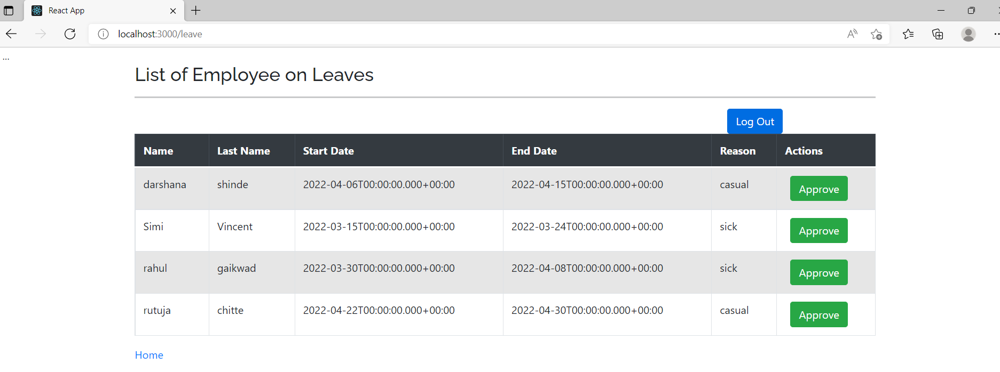 React App
localhost:3000/leave
...
List of Employee on Leaves
Log Out
Name Last Name Start Date End Date Reason Actions
darshana shinde 2022-04-06T00:00:00.000+00:00 2022-04-15T00:00:00.000+00:00 casual Approve
Simi Vincent 2022-03-15T00:00:00.000+00:00 2022-03-24T00:00:00.000+00:00 sick Approve
rahul gaikwad 2022-03-30T00:00:00.000+00:00 2022-04-08T00:00:00.000+00:00 sick Approve
rutuja chitte 2022-04-22T00:00:00.000+00:00 2022-04-30T00:00:00.000+00:00 casual Approve
Home